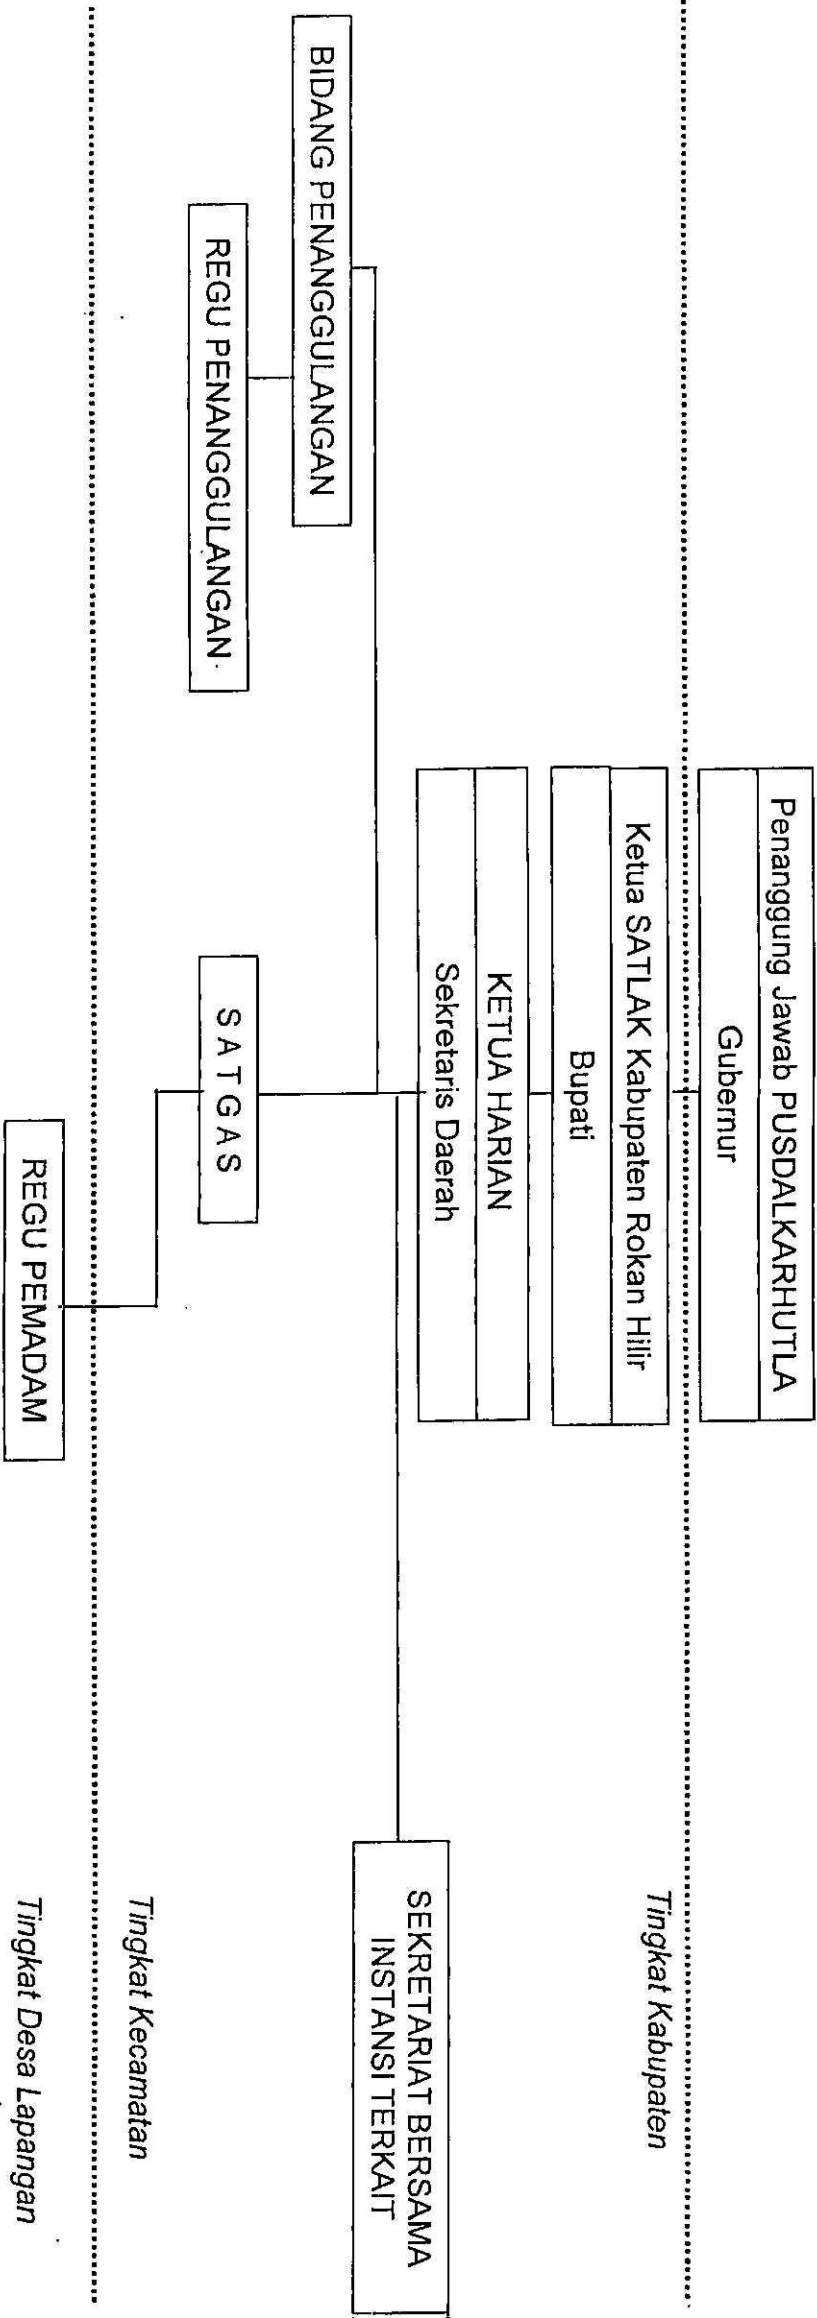 Penanggung Jawab PUSDALKARHUTLA
Gubernur
Tingkat Kabupaten
Ketua SATLAK Kabupaten Rokan Hilir
Bupati
KETUA HARIAN
Sekretaris Daerah
SEKRETARIAT BERSAMA
INSTANSI TERKAIT
BIDANG PENANGGULANGAN
REGU PENANGGULANGAN
S A T G A S
Tingkat Kecamatan
REGU PEMADAM
Tingkat Desa Lapangan